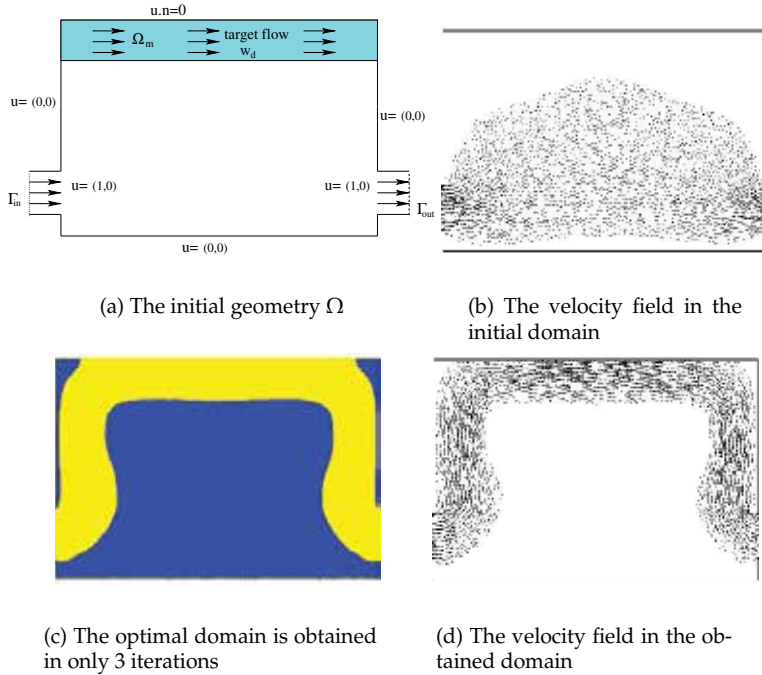 u.n=0
Ω_m
target flow
w_d
u= (0,0)
u= (0,0)
u= (1,0)
u= (1,0)
Γ_in
Γ_out
u= (0,0)
(a) The initial geometry Ω
(b) The velocity field in the
initial domain
(c) The optimal domain is obtained
in only 3 iterations
(d) The velocity field in the ob-
tained domain